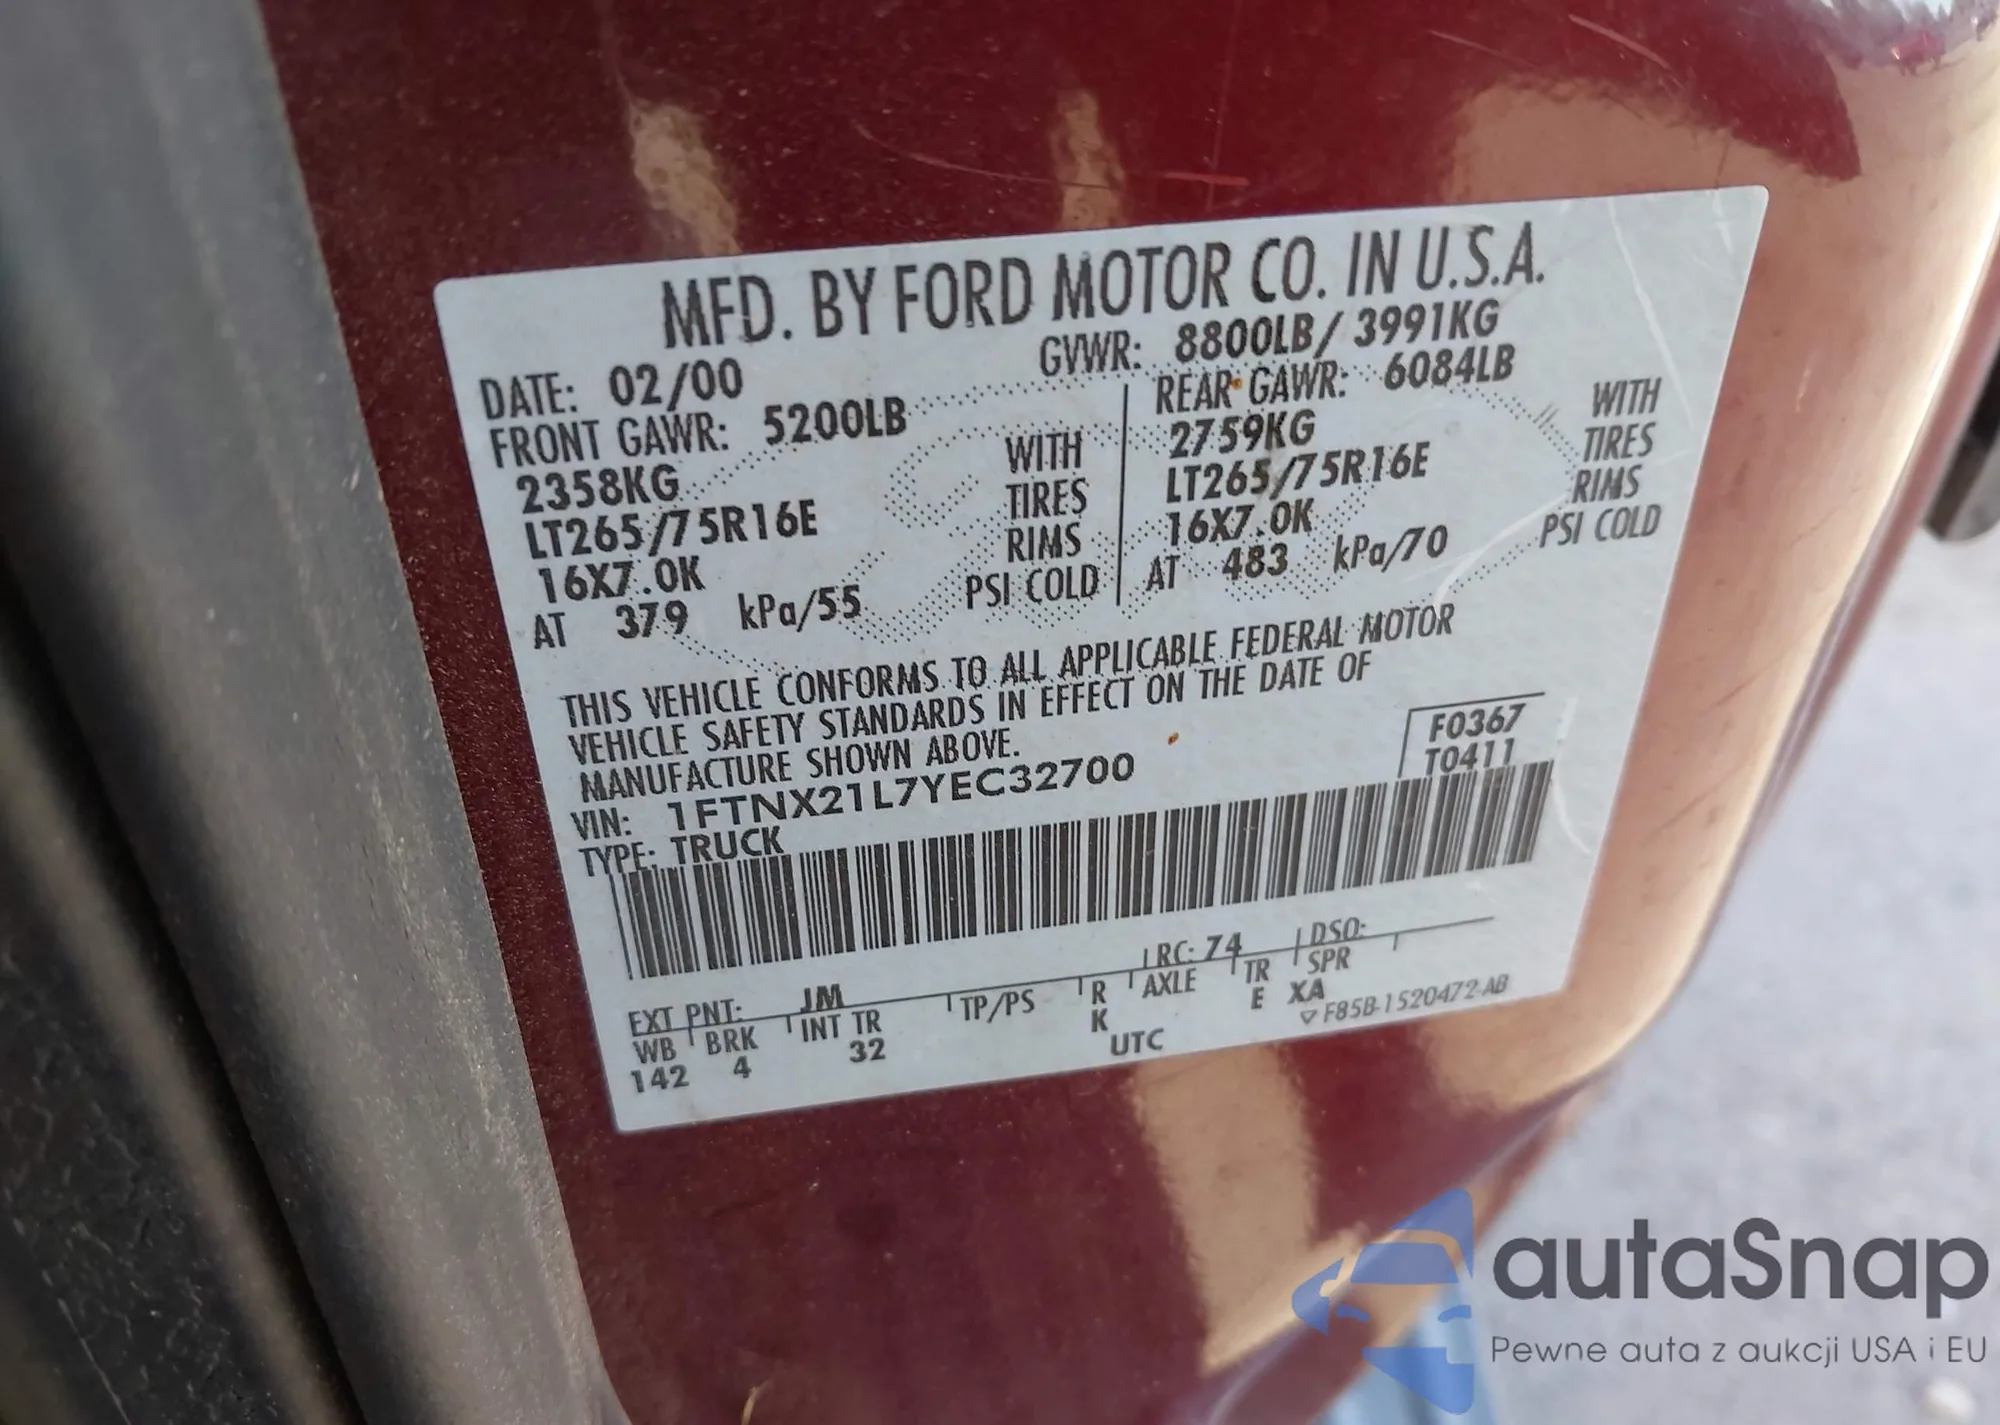 MFD. BY FORD MOTOR CO. IN U.S.A.
DATE: 02/00 GVWR: 8800LB/ 3991KG
FRONT GAWR: 5200LB REAR GAWR: 6084LB
2358KG WITH 2759KG WITH
LT265/75R16E TIRES LT265/75R16E TIRES
16X7.0K RIMS 16X7.0K RIMS
AT 379 kPa/55 PSI COLD AT 483 kPa/70 PSI COLD
THIS VEHICLE CONFORMS TO ALL APPLICABLE FEDERAL MOTOR
VEHICLE SAFETY STANDARDS IN EFFECT ON THE DATE OF
MANUFACTURE SHOWN ABOVE.
F0367
VIN: 1FTNX21L7YEC32700 T0411
TYPE: TRUCK
EXT PNT: JM RC: 74 DSO:
WB BRK INT TR TP/PS R AXLE TR SPR
142 4 32 K UTC E XA
F85B-1520472-AB
autaSnap
Pewne auta z aukcji USA i EU